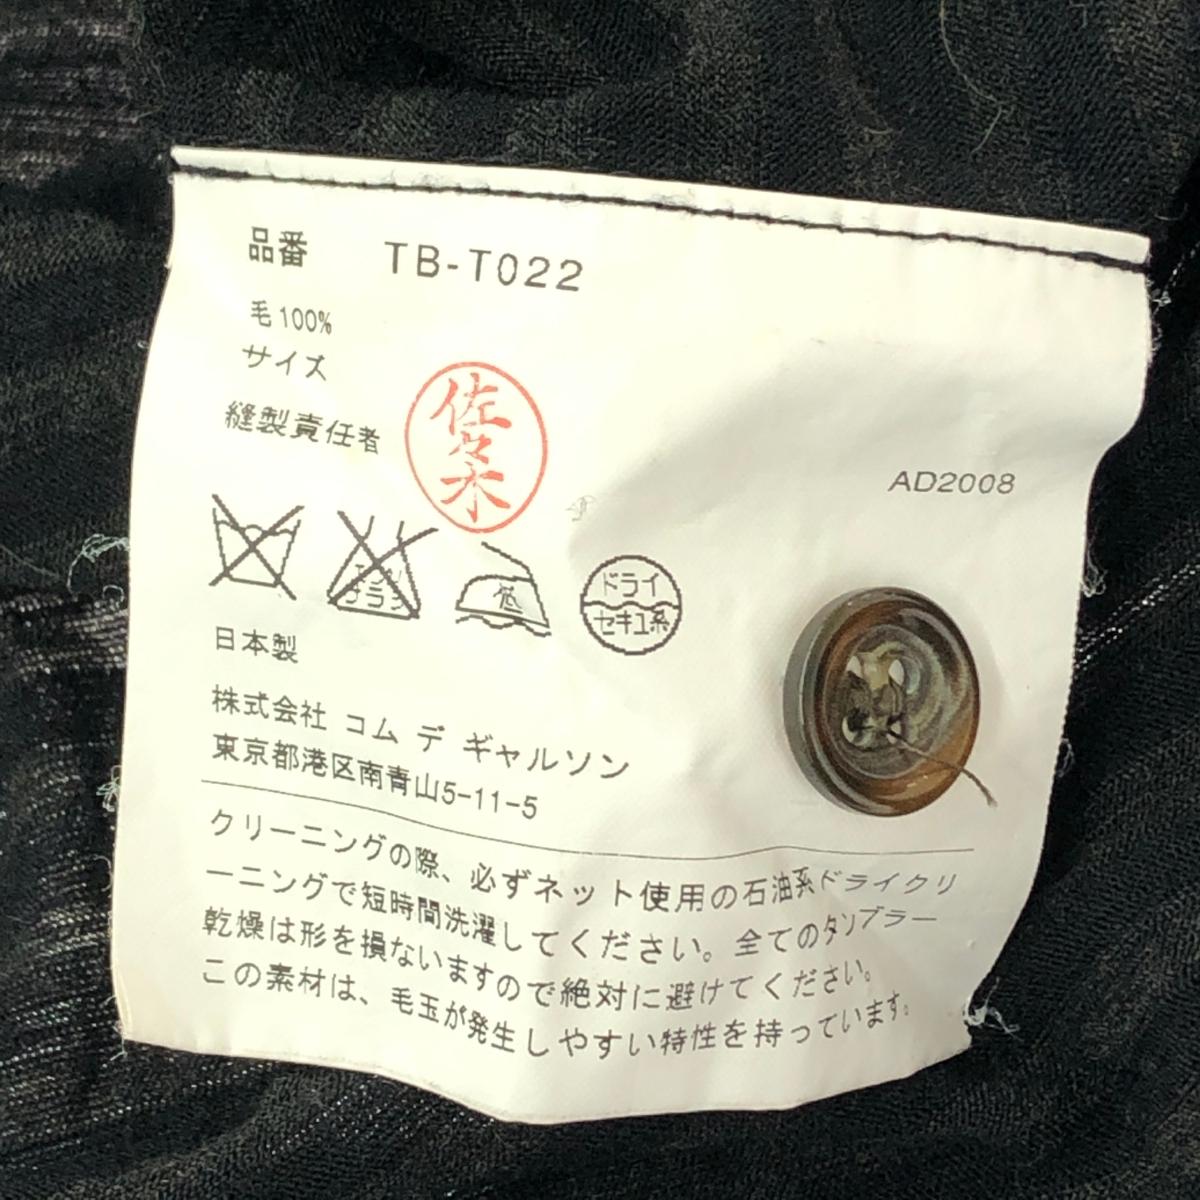 品番 TB-T022
毛100%
サイズ
縫製責任者
佐々木
AD2008
エンソ
サラシ
低
ドライ
セキユ系
日本製
株式会社 コム デ ギャルソン
東京都港区南青山5-11-5
クリーニングの際、必ずネット使用の石油系ドライクリ
ーニングで短時間洗濯してください。全てのタンブラー
乾燥は形を損ないますので絶対に避けてください。
この素材は、毛玉が発生しやすい特性を持っています。